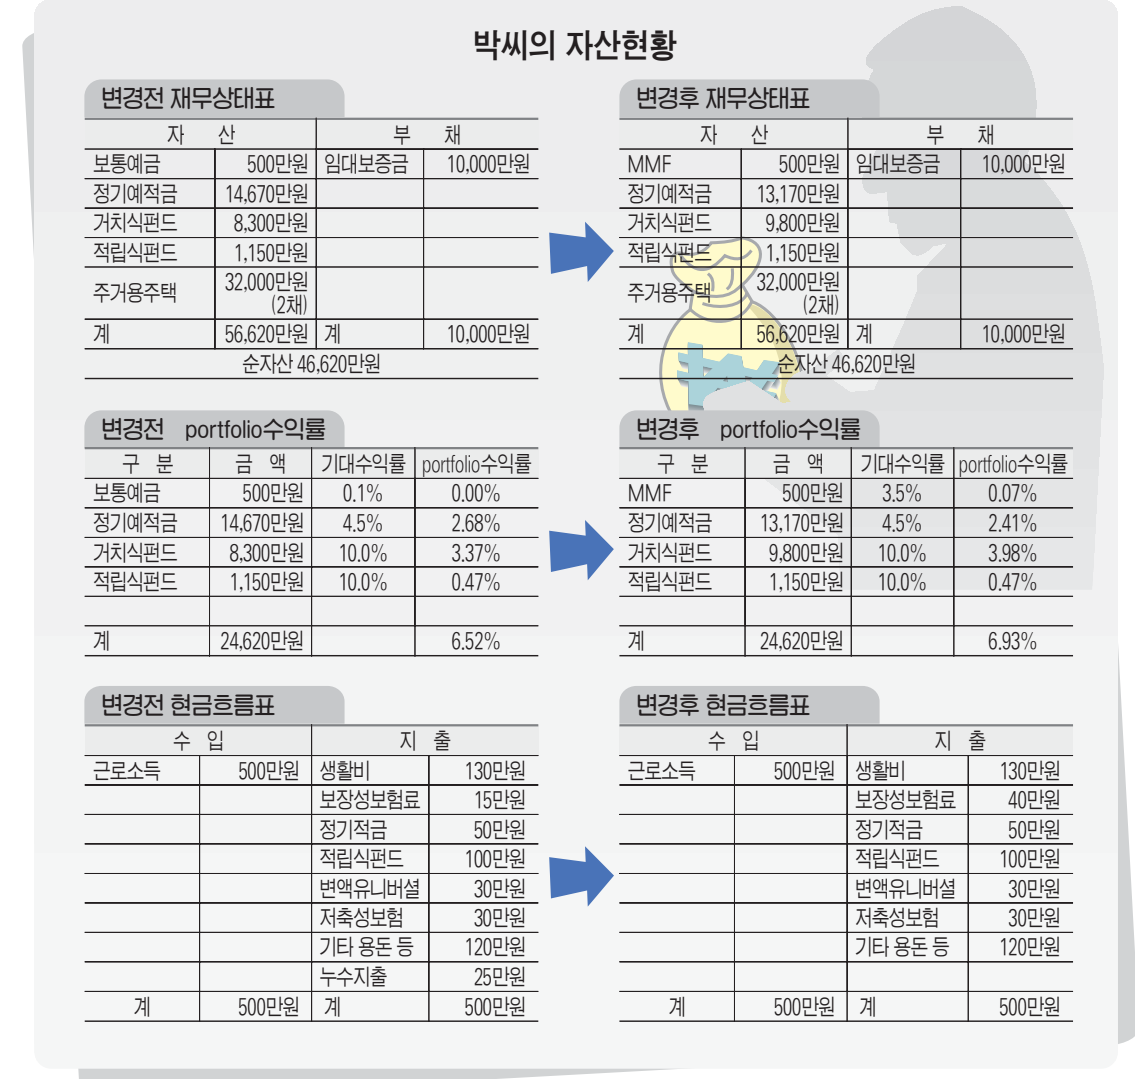 박씨의 자산현황
변경전 재무상태표
자 산 부 채
보통예금 500만원 임대보증금 10,000만원
정기예적금 14,670만원
거치식펀드 8,300만원
적립식펀드 1,150만원
주거용주택 32,000만원
(2채)
계 56,620만원 계 10,000만원
순자산 46,620만원
변경후 재무상태표
자 산 부 채
MMF 500만원 임대보증금 10,000만원
정기예적금 13,170만원
거치식펀드 9,800만원
적립식펀드 1,150만원
주거용주택 32,000만원
(2채)
계 56,620만원 계 10,000만원
순자산 46,620만원
변경전 portfolio수익률
구 분 금 액 기대수익률 portfolio수익률
보통예금 500만원 0.1% 0.00%
정기예적금 14,670만원 4.5% 2.68%
거치식펀드 8,300만원 10.0% 3.37%
적립식펀드 1,150만원 10.0% 0.47%
계 24,620만원 6.52%
변경후 portfolio수익률
구 분 금 액 기대수익률 portfolio수익률
MMF 500만원 3.5% 0.07%
정기예적금 13,170만원 4.5% 2.41%
거치식펀드 9,800만원 10.0% 3.98%
적립식펀드 1,150만원 10.0% 0.47%
계 24,620만원 6.93%
변경전 현금흐름표
수 입 지 출
근로소득 500만원 생활비 130만원
보장성보험료 15만원
정기적금 50만원
적립식펀드 100만원
변액유니버셜 30만원
저축성보험 30만원
기타 용돈 등 120만원
누수지출 25만원
계 500만원 계 500만원
변경후 현금흐름표
수 입 지 출
근로소득 500만원 생활비 130만원
보장성보험료 40만원
정기적금 50만원
적립식펀드 100만원
변액유니버셜 30만원
저축성보험 30만원
기타 용돈 등 120만원
계 500만원 계 500만원